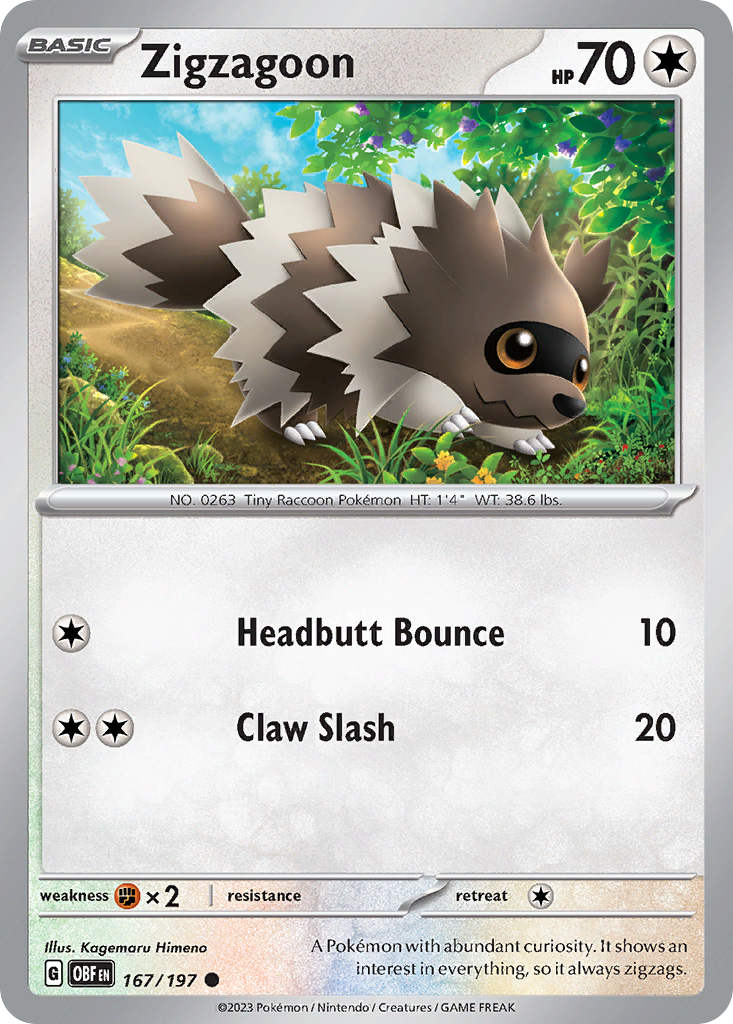 BASIC
Zigzagoon
HP 70
NO. 0263 Tiny Raccoon Pokémon HT: 1'4" WT: 38.6 lbs.
Headbutt Bounce 10
Claw Slash 20
weakness ×2 resistance retreat
Illus. Kagemaru Himeno
A Pokémon with abundant curiosity. It shows an
interest in everything, so it always zigzags.
G OBF EN 167/197
©2023 Pokémon / Nintendo / Creatures / GAME FREAK